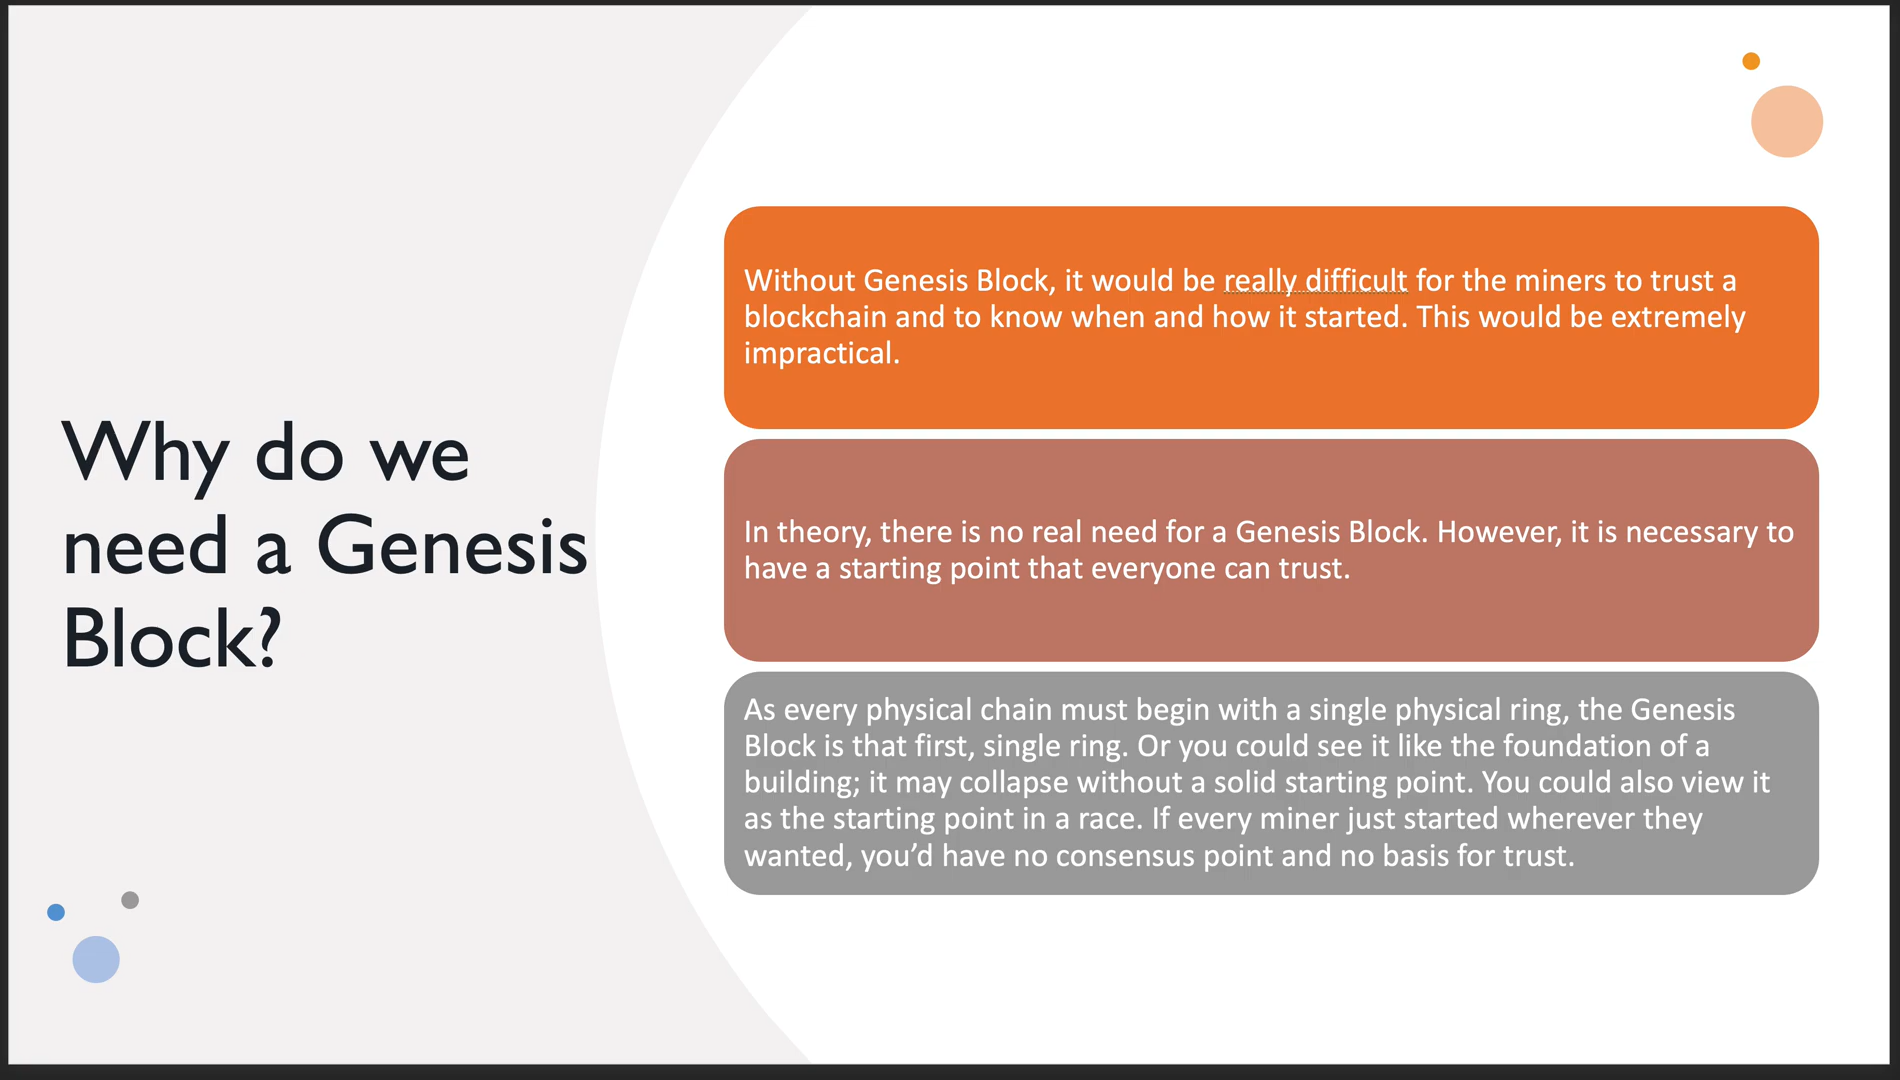 Why do we
need a Genesis
Block?
Without Genesis Block, it would be really difficult for the miners to trust a
blockchain and to know when and how it started. This would be extremely
impractical.
In theory, there is no real need for a Genesis Block. However, it is necessary to
have a starting point that everyone can trust.
As every physical chain must begin with a single physical ring, the Genesis
Block is that first, single ring. Or you could see it like the foundation of a
building; it may collapse without a solid starting point. You could also view it
as the starting point in a race. If every miner just started wherever they
wanted, you’d have no consensus point and no basis for trust.